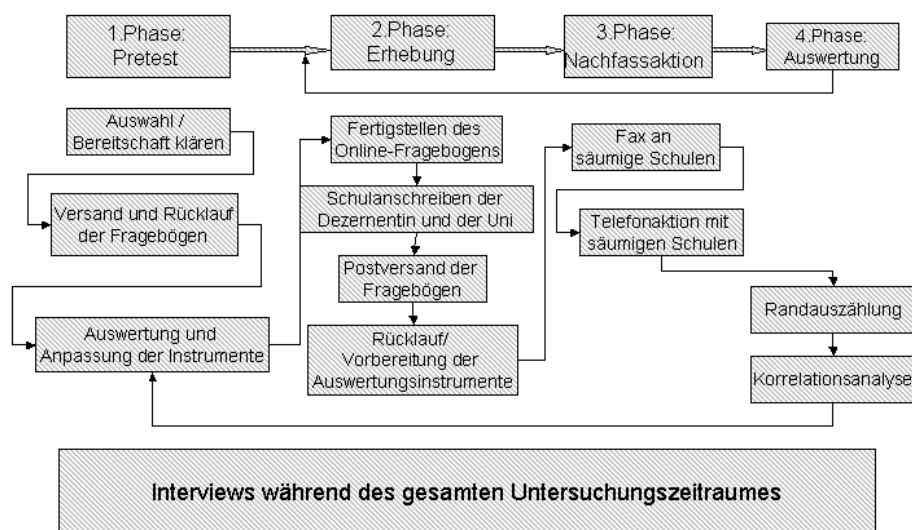 1.Phase:
Pretest
2.Phase:
Erhebung
3.Phase:
Nachfassaktion
4.Phase:
Auswertung
Auswahl /
Bereitschaft klären
Versand und Rücklauf
der Fragebögen
Auswertung und
Anpassung der Instrumente
Fertigstellen des
Online-Fragebogens
Schulanschreiben der
Dezernentin und der Uni
Postversand der
Fragebögen
Rücklauf/
Vorbereitung der
Auswertungsinstrumente
Fax an
säumige Schulen
Telefonaktion mit
säumigen Schulen
Randauszählung
Korrelationsanalyse
Interviews während des gesamten Untersuchungszeitraumes